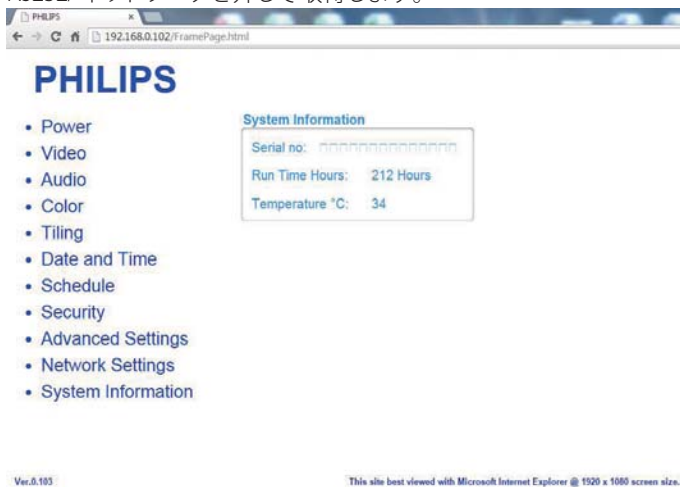 PHILIPS
192.168.0.102/FramePage.html
PHILIPS
Power
Video
Audio
Color
Tiling
Date and Time
Schedule
Security
Advanced Settings
Network Settings
System Information
System Information
Serial no:
Run Time Hours: 212 Hours
Temperature °C: 34
Ver.0.103
This site best viewed with Microsoft Internet Explorer @ 1920 x 1080 screen size.